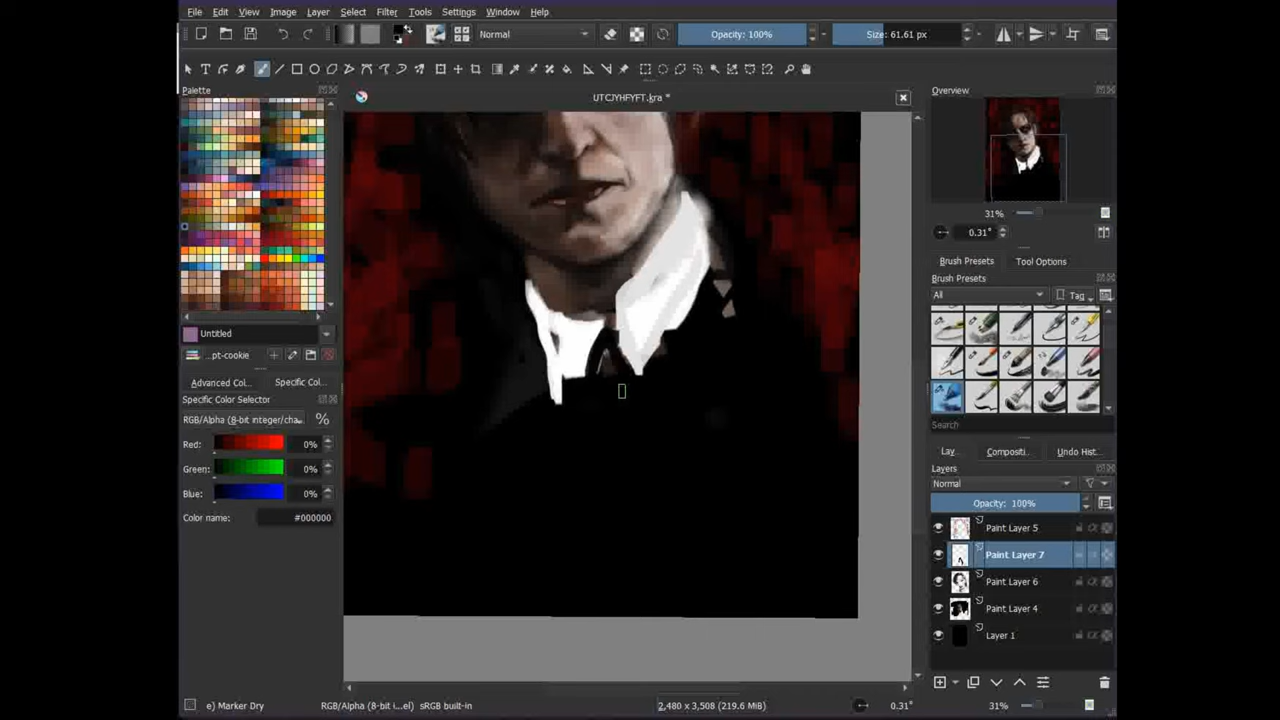 File Edit View Image Layer Select Filter Tools Settings Window Help
Normal Opacity: 100% Size: 61.61 px
Palette
UTCJYHFYFT.kra *
Overview
31%
0.31°
Brush Presets Tool Options
Brush Presets
All Tag
Untitled
...pt-cookie
Advanced Col... Specific Col...
Specific Color Selector
RGB/Alpha (8-bit integer/cha... %
Red: 0%
Green: 0%
Blue: 0%
Color name: #000000
Search
Lay... Compositi... Undo Hist...
Layers
Normal
Opacity: 100%
Paint Layer 5
Paint Layer 7
Paint Layer 6
Paint Layer 4
Layer 1
e) Marker Dry RGB/Alpha (8-bit i...el) sRGB built-in 2,480 x 3,508 (219.6 MiB) 0.31° 31%